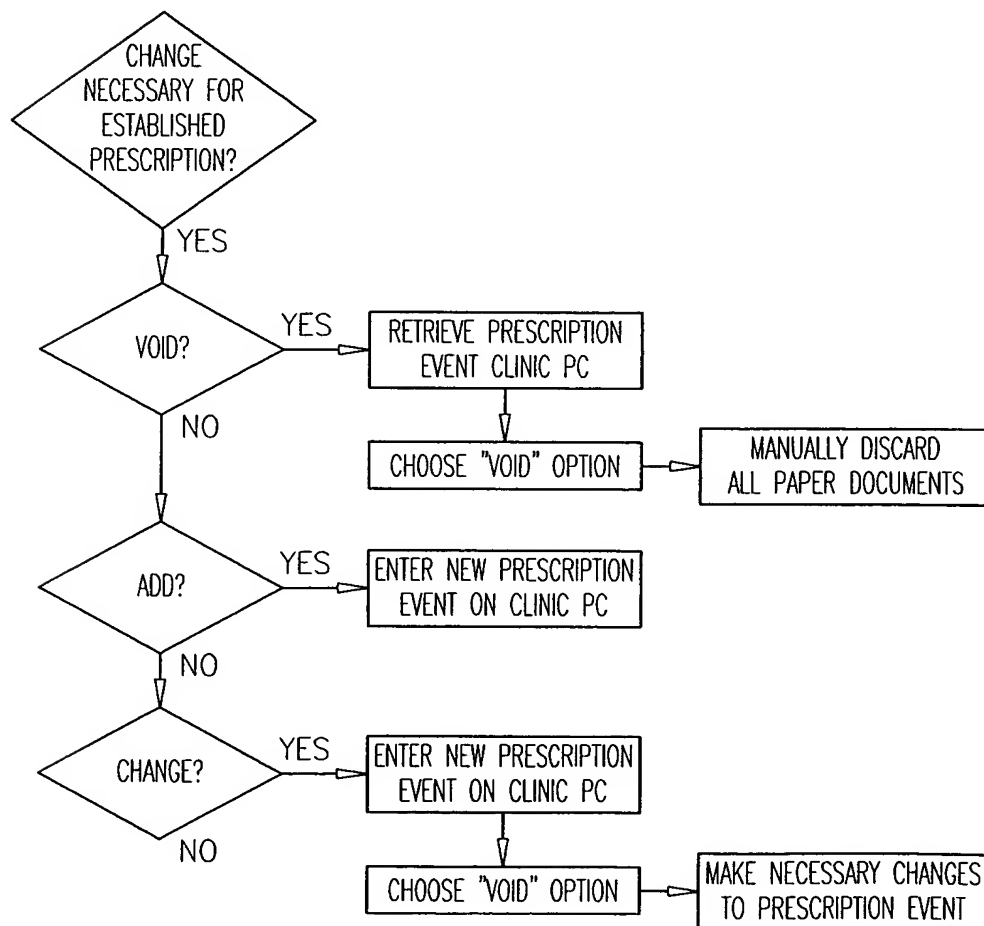 CHANGE
NECESSARY FOR
ESTABLISHED
PRESCRIPTION?
YES
VOID?
YES
RETRIEVE PRESCRIPTION
EVENT CLINIC PC
NO
CHOOSE "VOID" OPTION
MANUALLY DISCARD
ALL PAPER DOCUMENTS
ADD?
YES
ENTER NEW PRESCRIPTION
EVENT ON CLINIC PC
NO
CHANGE?
YES
ENTER NEW PRESCRIPTION
EVENT ON CLINIC PC
NO
CHOOSE "VOID" OPTION
MAKE NECESSARY CHANGES
TO PRESCRIPTION EVENT